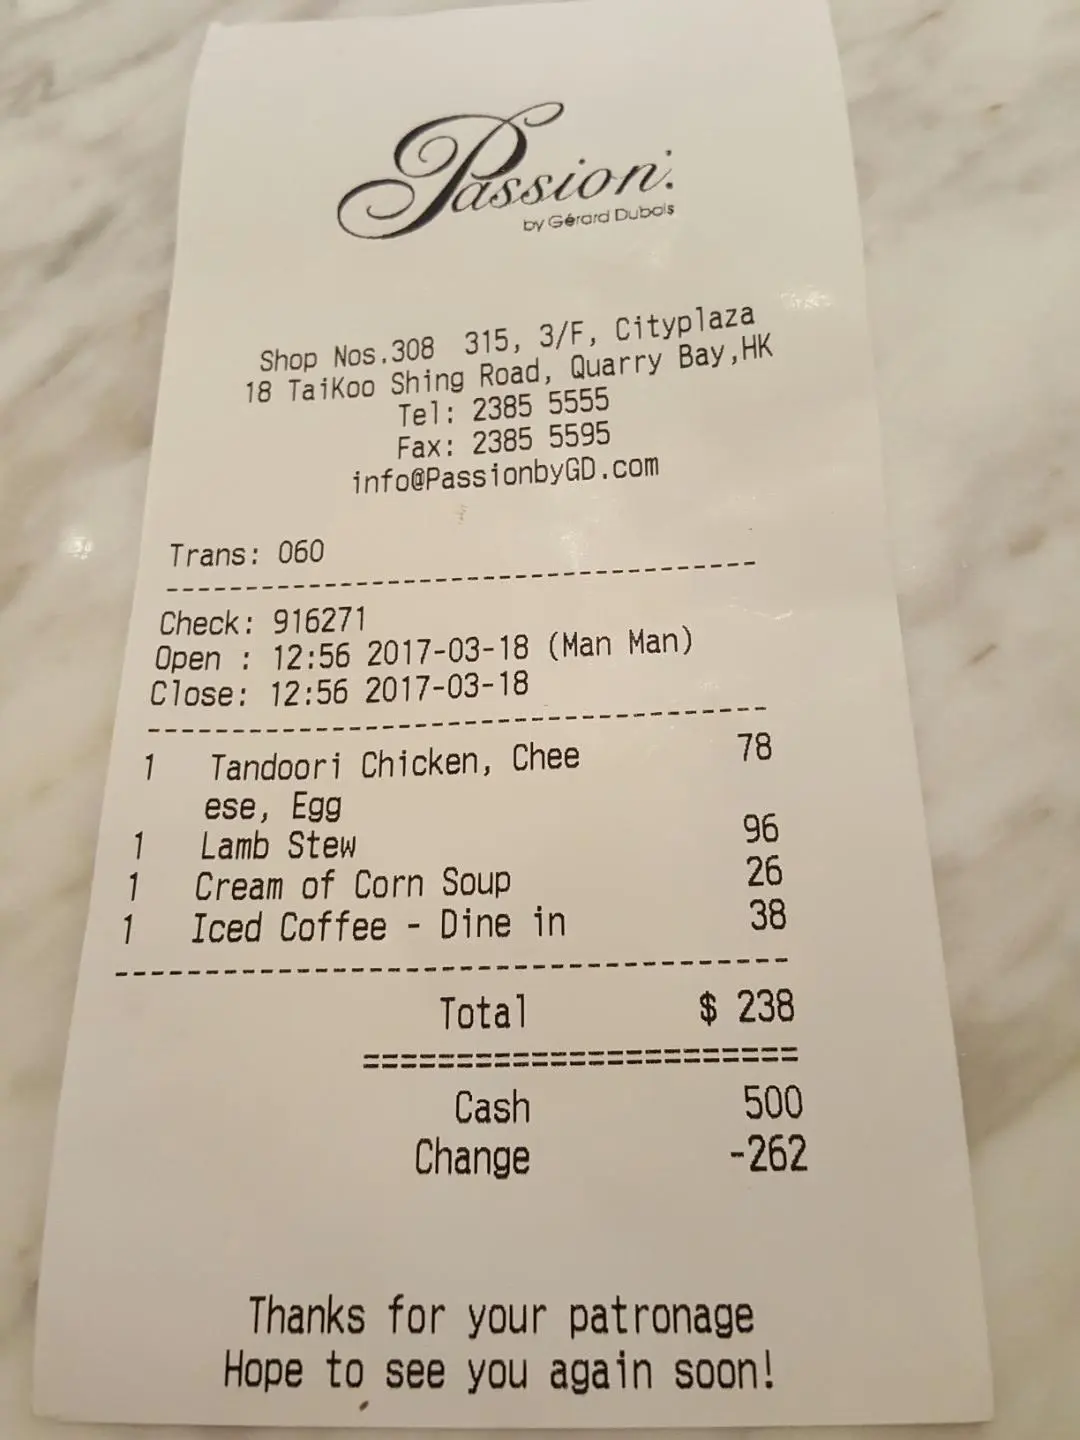 Passion.
by Gérard Dubois
Shop Nos.308 315, 3/F, Cityplaza
18 TaiKoo Shing Road, Quarry Bay,HK
Tel: 2385 5555
Fax: 2385 5595
info@PassionbyGD.com
Trans: 060
-----------------------------------
Check: 916271
Open : 12:56 2017-03-18 (Man Man)
Close: 12:56 2017-03-18
-----------------------------------
1 Tandoori Chicken, Chee 78
ese, Egg
1 Lamb Stew 96
1 Cream of Corn Soup 26
1 Iced Coffee - Dine in 38
-----------------------------------
Total $ 238
=======================
Cash 500
Change -262
Thanks for your patronage
Hope to see you again soon!